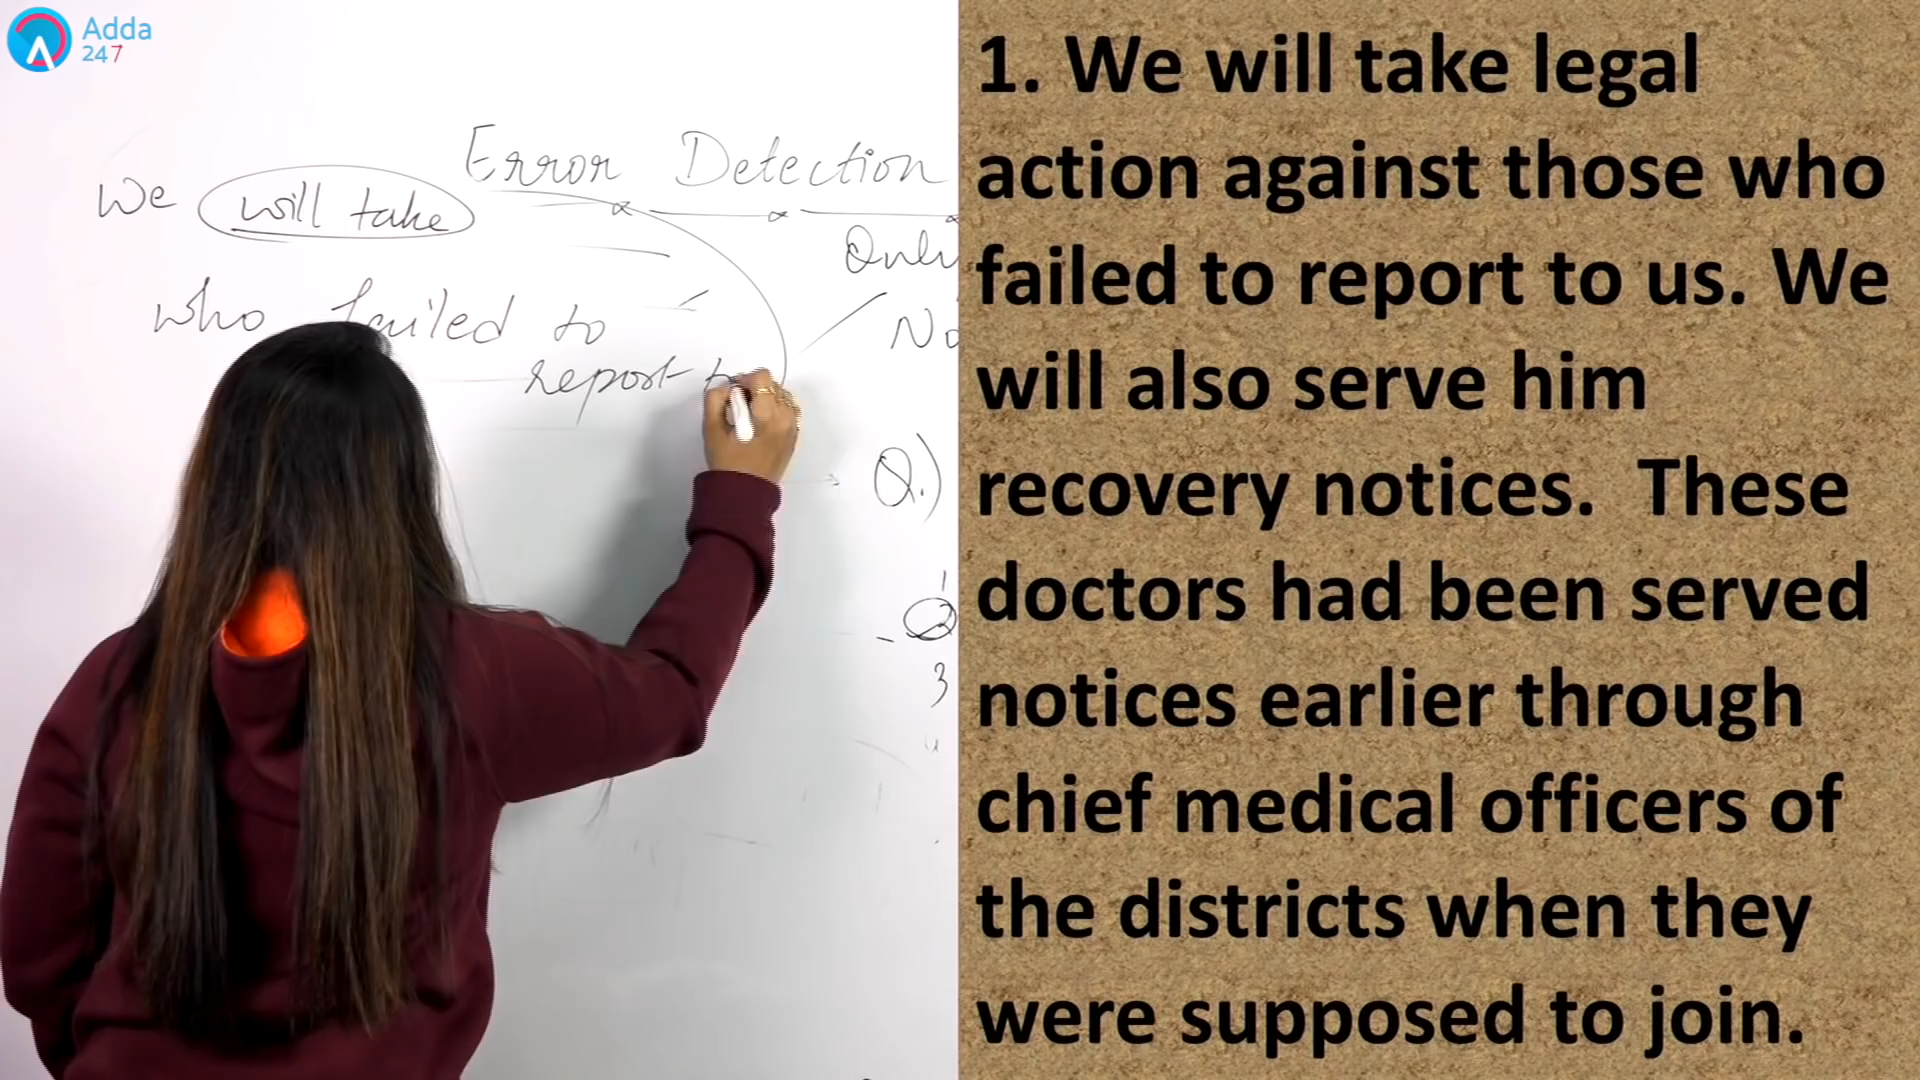 Adda
247
Error Detection
We will take
who failed to
report
Q.)
2
3
1. We will take legal
action against those who
failed to report to us. We
will also serve him
recovery notices. These
doctors had been served
notices earlier through
chief medical officers of
the districts when they
were supposed to join.